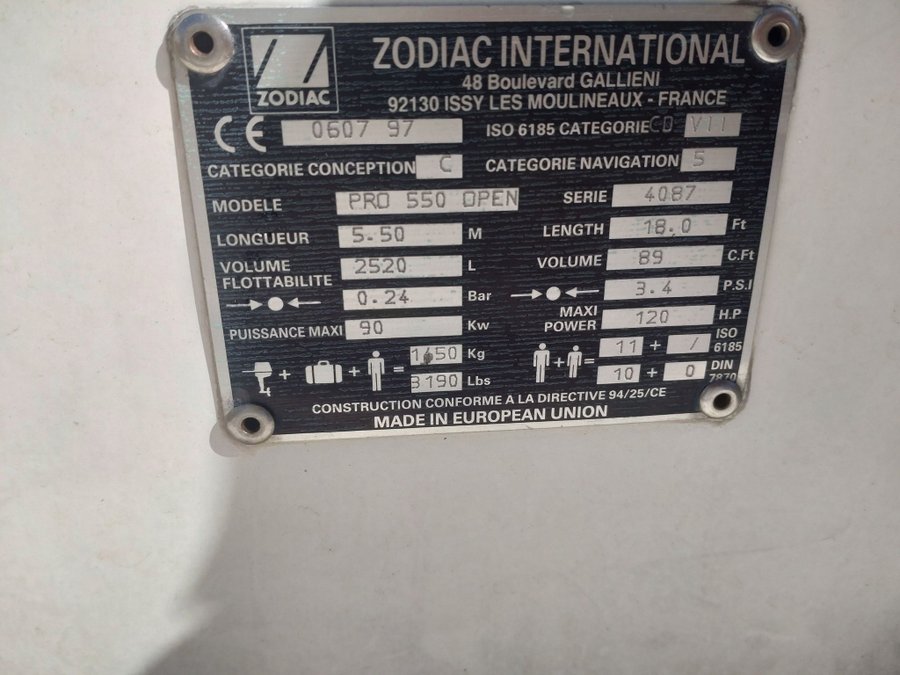 ZODIAC
ZODIAC INTERNATIONAL
48 Boulevard GALLIENI
92130 ISSY LES MOULINEAUX - FRANCE
CE 0607 97 ISO 6185 CATEGORIE CD VII
CATEGORIE CONCEPTION C CATEGORIE NAVIGATION 5
MODELE PRO 550 OPEN SERIE 4087
LONGUEUR 5.50 M LENGTH 18.0 Ft
VOLUME FLOTTABILITE 2520 L VOLUME 89 C.Ft
0.24 Bar 3.4 P.S.I
PUISSANCE MAXI 90 Kw MAXI POWER 120 H.P
+ + = 1450 Kg + = 11 + / ISO 6185
3190 Lbs 10 + 0 DIN 7870
CONSTRUCTION CONFORME A LA DIRECTIVE 94/25/CE
MADE IN EUROPEAN UNION